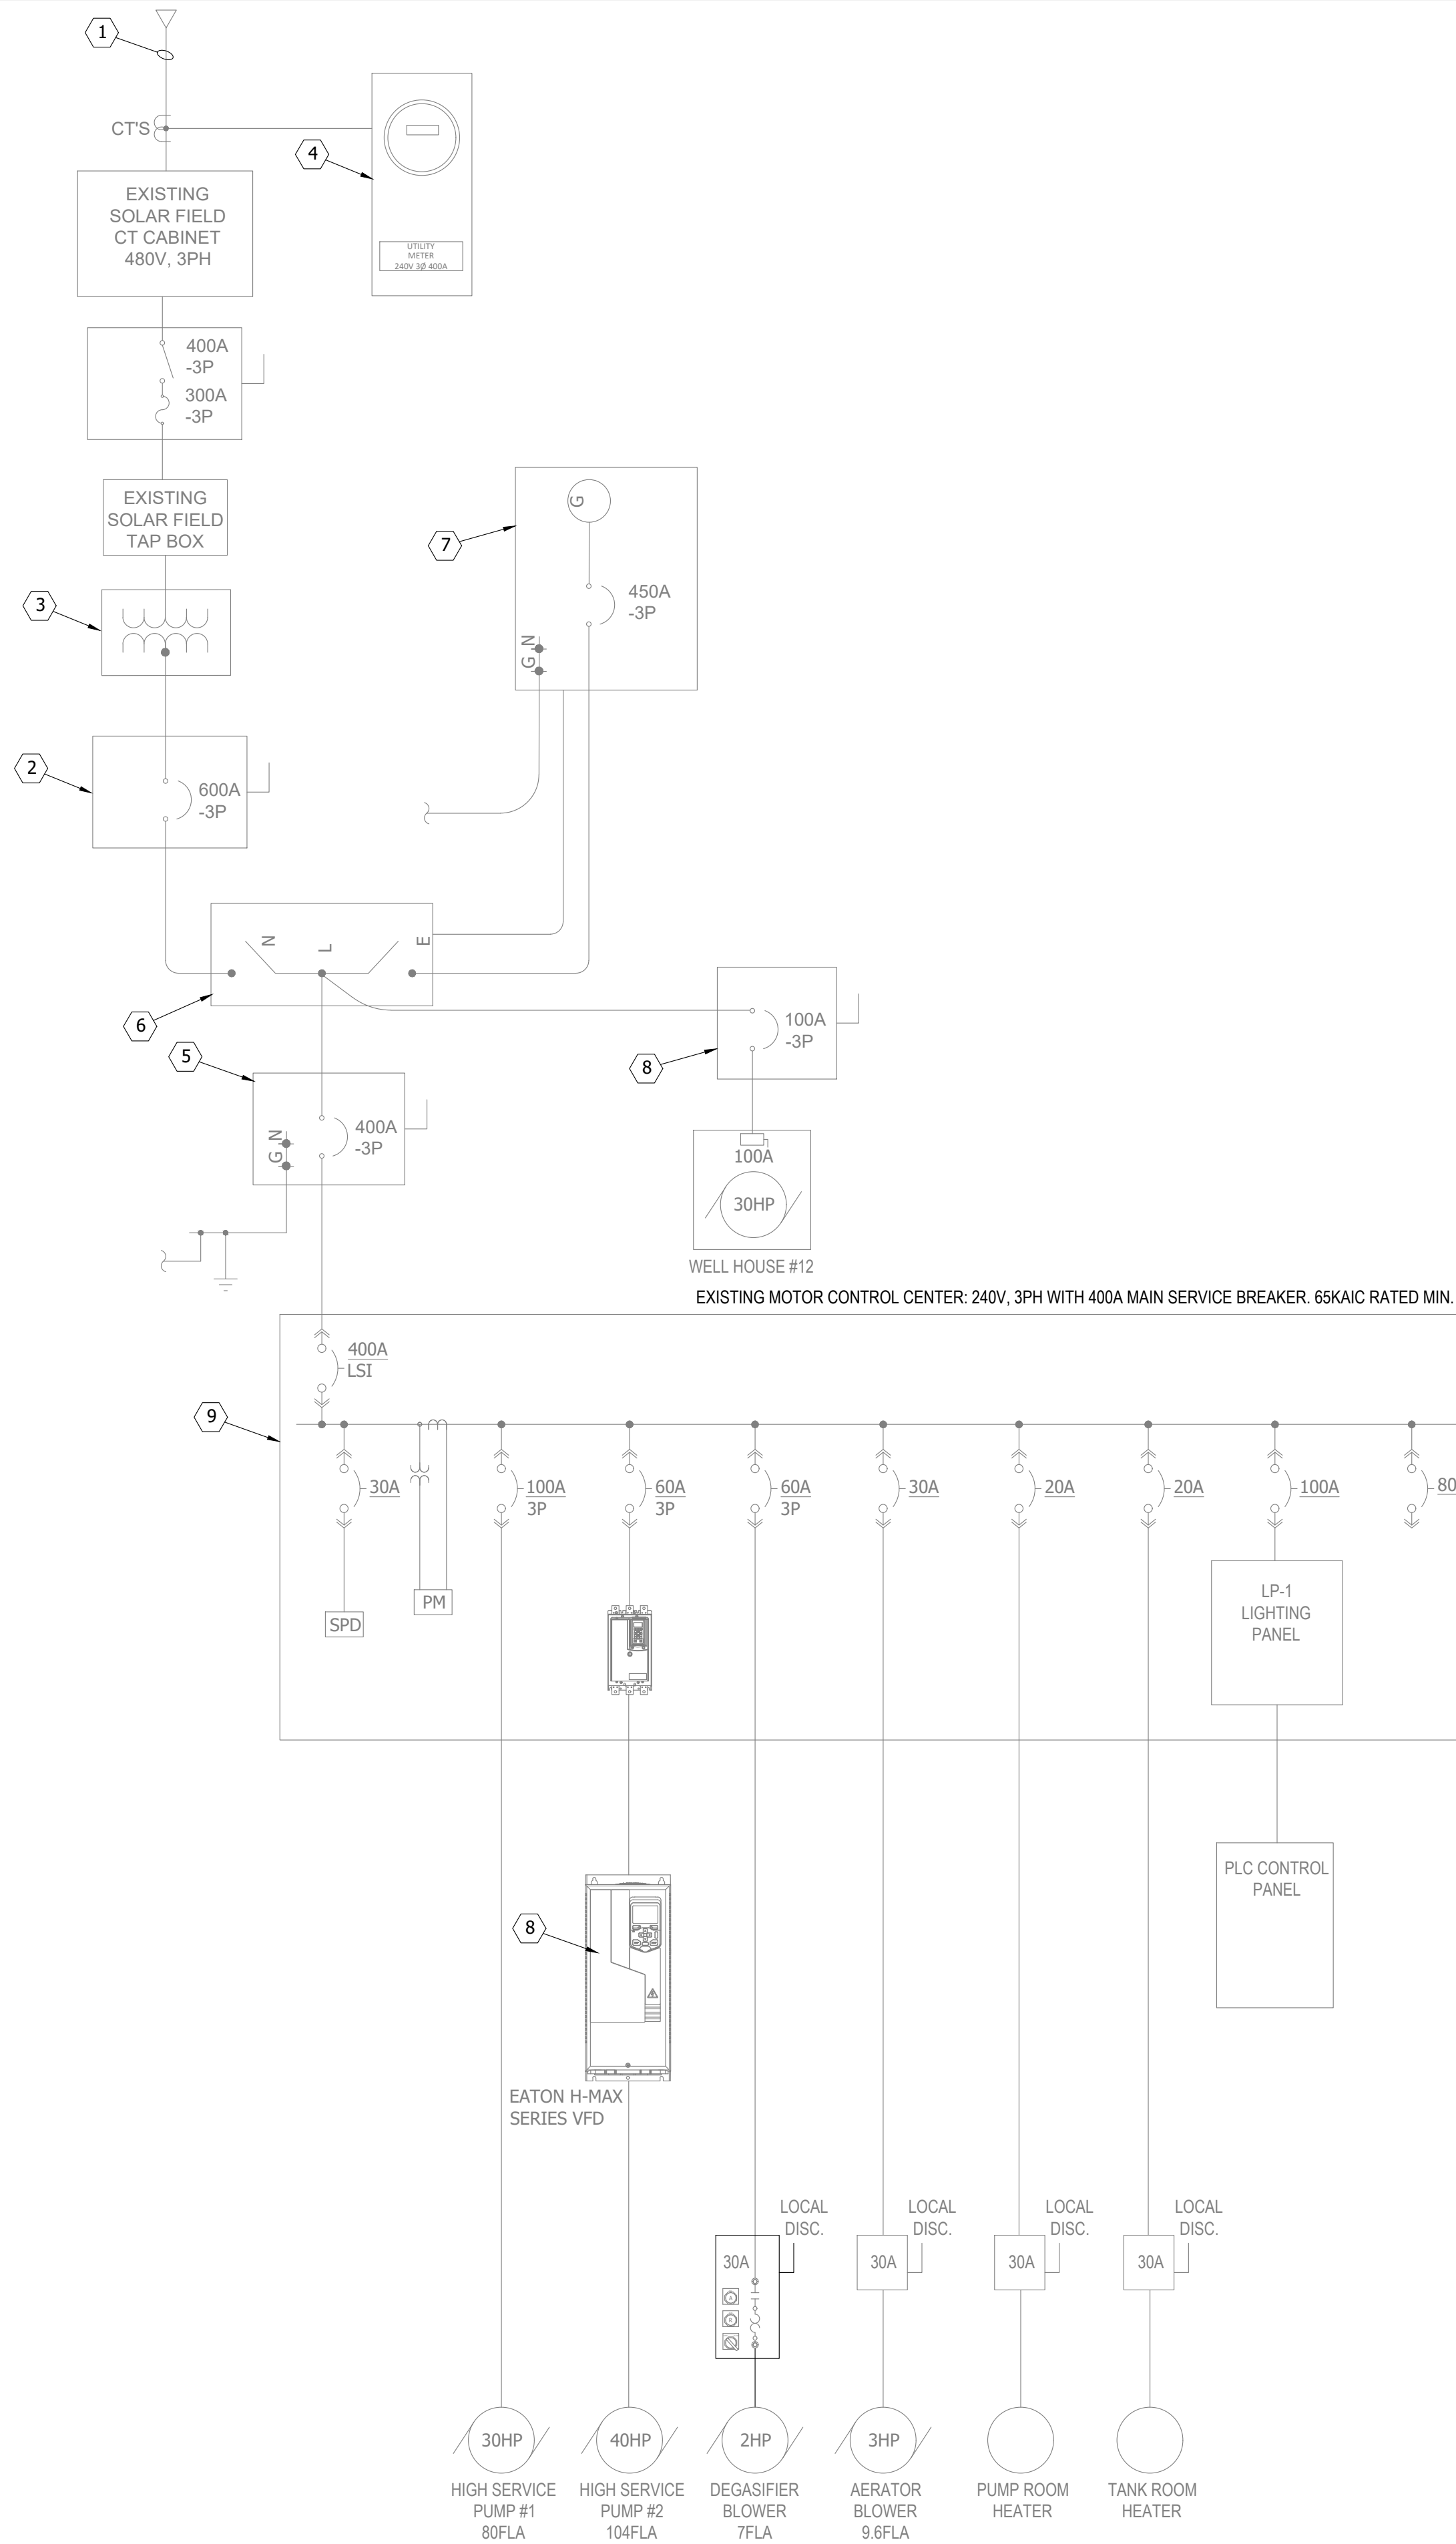 1
CT'S
4
EXISTING
SOLAR FIELD
CT CABINET
480V, 3PH
UTILITY
METER
240V 3Ø 400A
400A
-3P
300A
-3P
EXISTING
SOLAR FIELD
TAP BOX
7
G
450A
-3P
G N
3
2
600A
-3P
N
L
E
6
5
400A
-3P
G N
8
100A
-3P
100A
30HP
WELL HOUSE #12
EXISTING MOTOR CONTROL CENTER: 240V, 3PH WITH 400A MAIN SERVICE BREAKER. 65KAIC RATED MIN.
400A
LSI
9
30A
100A
3P
60A
3P
60A
3P
30A
20A
20A
100A
80
SPD
PM
LP-1
LIGHTING
PANEL
PLC CONTROL
PANEL
8
EATON H-MAX
SERIES VFD
LOCAL
DISC.
LOCAL
DISC.
LOCAL
DISC.
LOCAL
DISC.
30A
30A
30A
30A
A
R
30HP
40HP
2HP
3HP
HIGH SERVICE
PUMP #1
80FLA
HIGH SERVICE
PUMP #2
104FLA
DEGASIFIER
BLOWER
7FLA
AERATOR
BLOWER
9.6FLA
PUMP ROOM
HEATER
TANK ROOM
HEATER